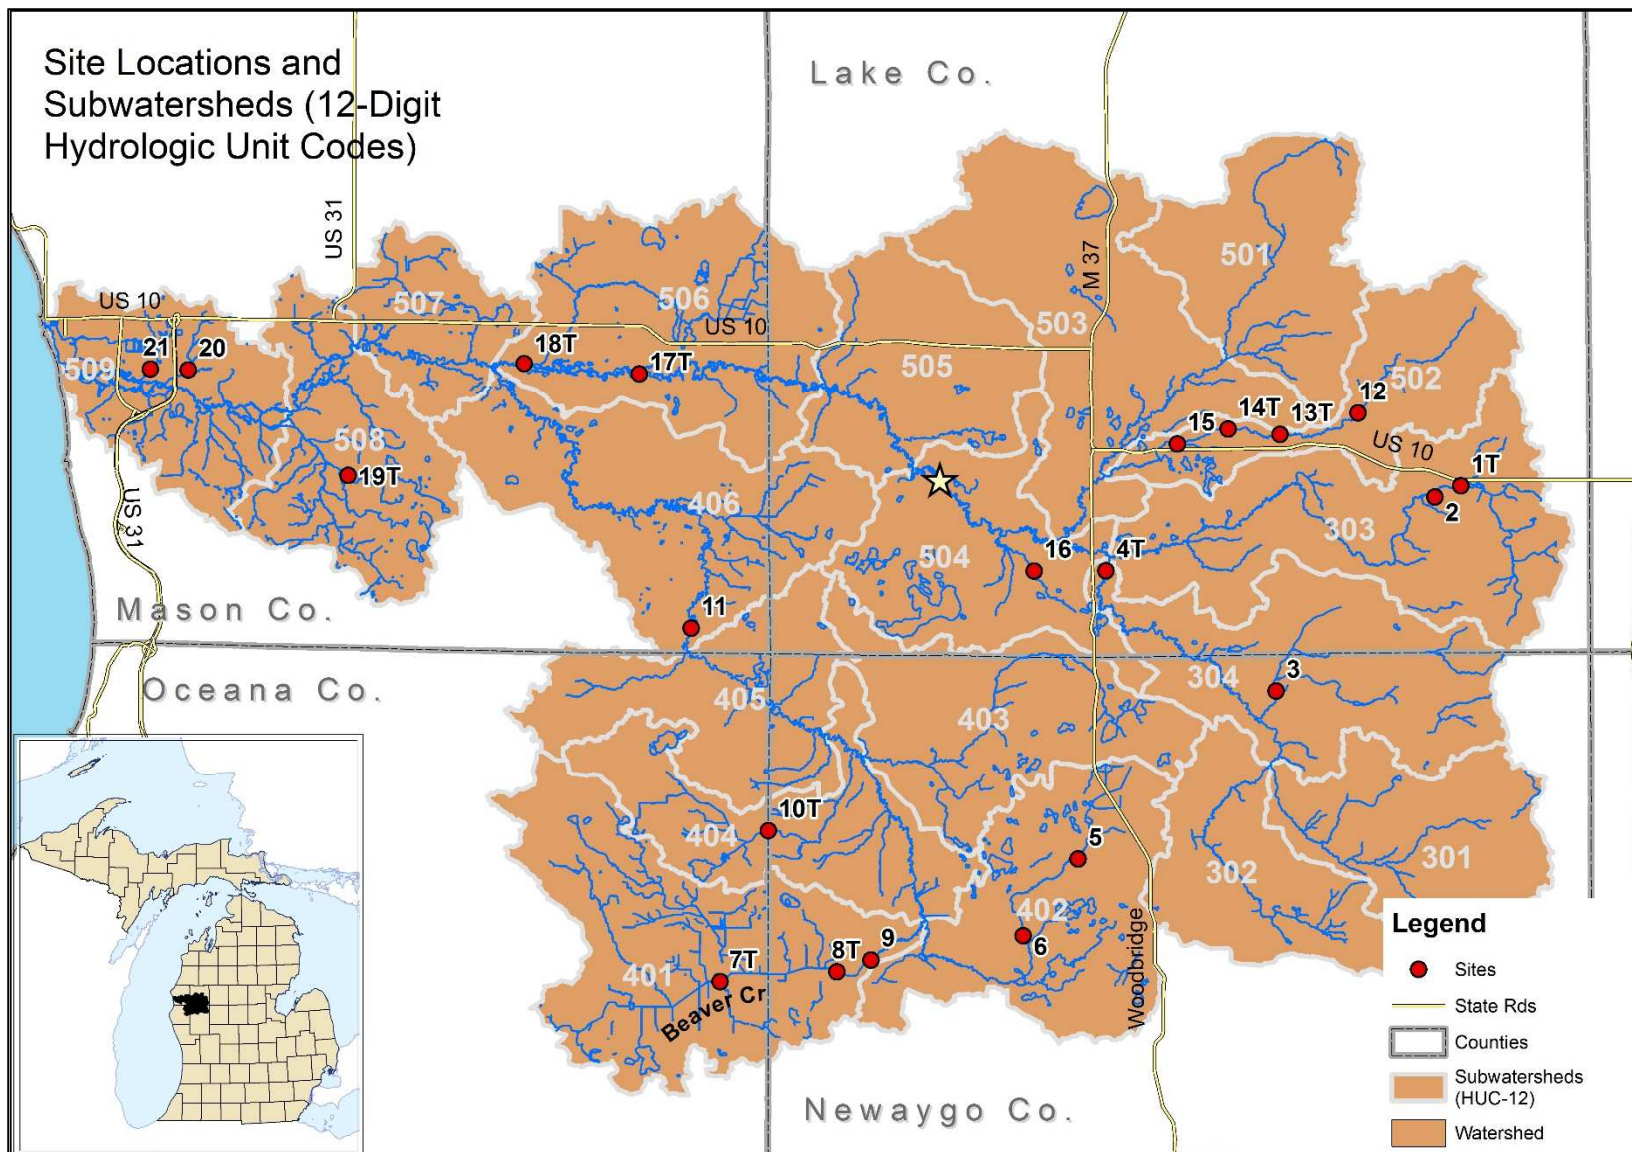 Site Locations and
Subwatersheds (12-Digit
Hydrologic Unit Codes)
Lake Co.
US 31
M 37
501
US 10
507
506
US 10
503
509
21
20
18T
17T
505
502
12
15
14T
13T
US 10
1T
2
508
19T
US 31
406
303
504
16
4T
11
Mason Co.
Oceana Co.
405
403
304
3
10T
404
5
302
301
402
6
401
7T
8T
9
Beaver Cr
Woodbridge
Newaygo Co.
Legend
Sites
State Rds
Counties
Subwatersheds
(HUC-12)
Watershed